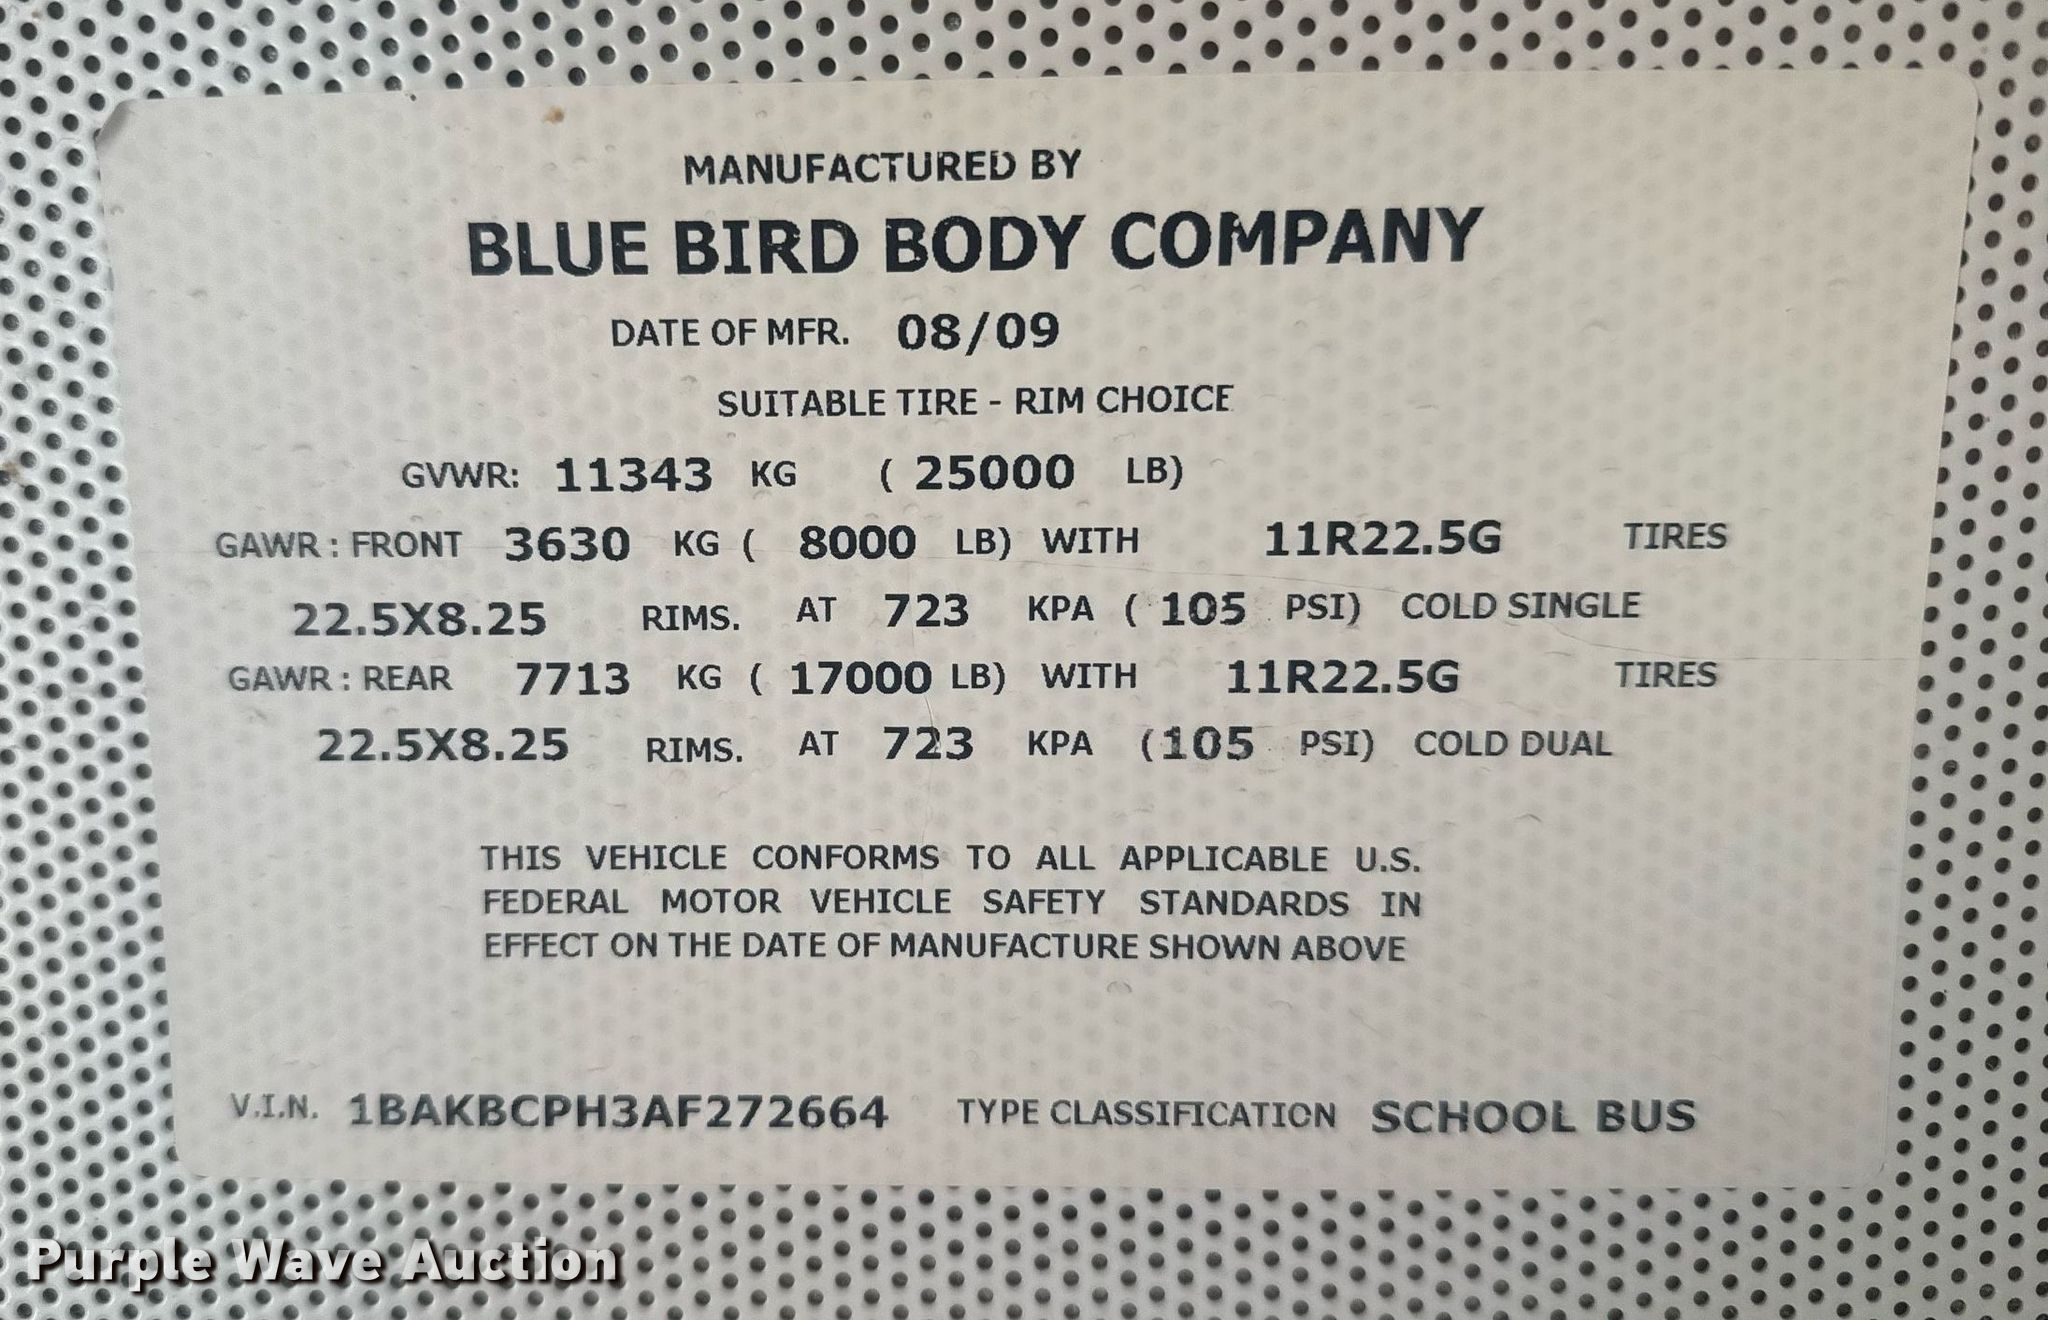 MANUFACTURED BY
BLUE BIRD BODY COMPANY
DATE OF MFR. 08/09
SUITABLE TIRE - RIM CHOICE
GVWR: 11343 KG ( 25000 LB)
GAWR : FRONT 3630 KG ( 8000 LB) WITH 11R22.5G TIRES
22.5X8.25 RIMS. AT 723 KPA ( 105 PSI) COLD SINGLE
GAWR : REAR 7713 KG ( 17000 LB) WITH 11R22.5G TIRES
22.5X8.25 RIMS. AT 723 KPA ( 105 PSI) COLD DUAL
THIS VEHICLE CONFORMS TO ALL APPLICABLE U.S.
FEDERAL MOTOR VEHICLE SAFETY STANDARDS IN
EFFECT ON THE DATE OF MANUFACTURE SHOWN ABOVE
V.I.N. 1BAKBCPH3AF272664 TYPE CLASSIFICATION SCHOOL BUS
Purple Wave Auction